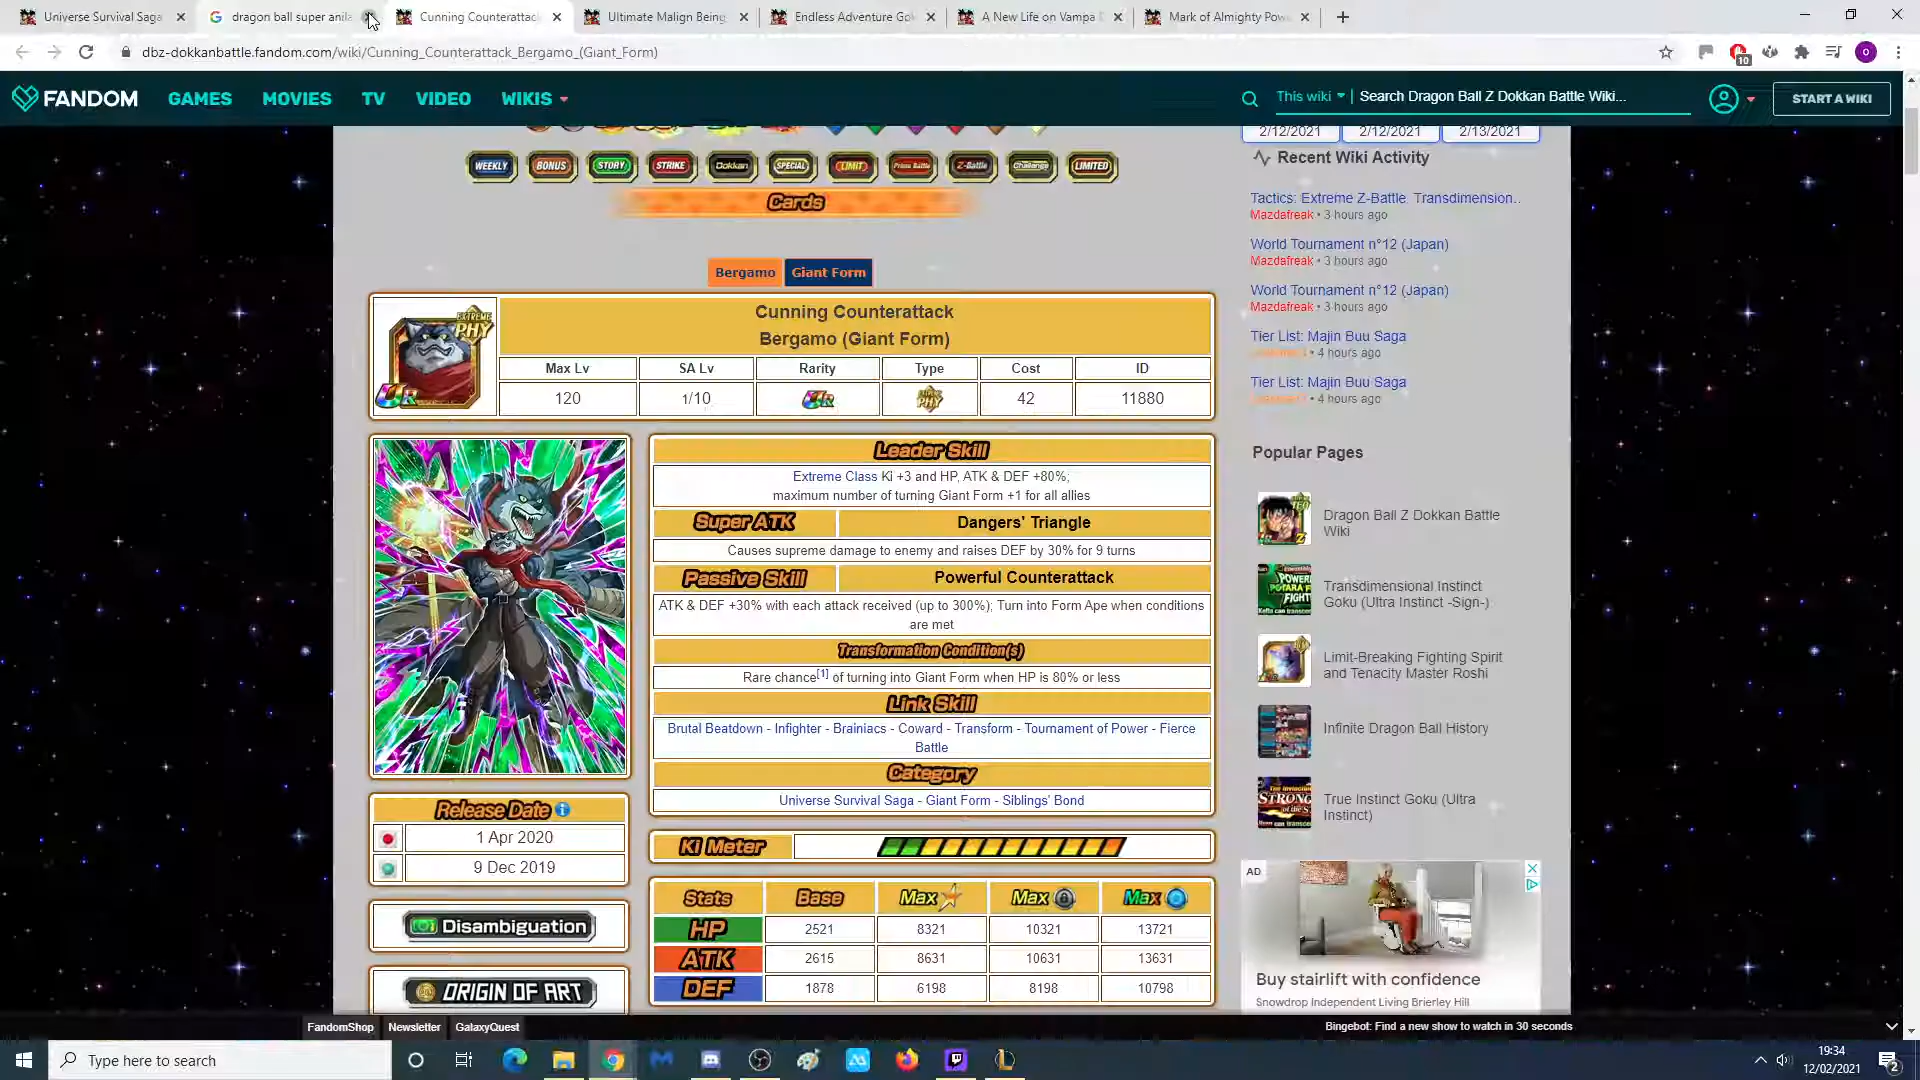 Universe Survival Saga
dragon ball super anila
Cunning Counterattack
Ultimate Malign Being
Endless Adventure Gok
A New Life on Vampa
Mark of Almighty Pow
dbz-dokkanbattle.fandom.com/wiki/Cunning_Counterattack_Bergamo_(Giant_Form)
10
FANDOM
GAMES
MOVIES
TV
VIDEO
WIKIS
This wiki
Search Dragon Ball Z Dokkan Battle Wiki...
START A WIKI
2/12/2021
2/12/2021
2/13/2021
WEEKLY
BONUS
STORY
STRIKE
Dokkan
SPECIAL
LIMIT
Prime Battle
Z-Battle
Challenge
LIMITED
Cards
Bergamo
Giant Form
EXTREME
PHY
UR
Cunning Counterattack
Bergamo (Giant Form)
Max Lv
SA Lv
Rarity
Type
Cost
ID
120
1/10
UR
PHY
42
11880
Leader Skill
Extreme Class Ki +3 and HP, ATK & DEF +80%;
maximum number of turning Giant Form +1 for all allies
Super ATK
Dangers' Triangle
Causes supreme damage to enemy and raises DEF by 30% for 9 turns
Passive Skill
Powerful Counterattack
ATK & DEF +30% with each attack received (up to 300%); Turn into Form Ape when conditions
are met
Transformation Condition(s)
Rare chance[1] of turning into Giant Form when HP is 80% or less
Link Skill
Brutal Beatdown - Infighter - Brainiacs - Coward - Transform - Tournament of Power - Fierce
Battle
Category
Universe Survival Saga - Giant Form - Siblings' Bond
Ki Meter
Release Date
1 Apr 2020
9 Dec 2019
Disambiguation
ORIGIN OF ART
Stats
Base
Max
Max
Max
HP
2521
8321
10321
13721
ATK
2615
8631
10631
13631
DEF
1878
6198
8198
10798
Recent Wiki Activity
Tactics: Extreme Z-Battle: Transdimension...
Mazdafreak • 3 hours ago
World Tournament n°12 (Japan)
Mazdafreak • 3 hours ago
World Tournament n°12 (Japan)
Mazdafreak • 3 hours ago
Tier List: Majin Buu Saga
• 4 hours ago
Tier List: Majin Buu Saga
• 4 hours ago
Popular Pages
Dragon Ball Z Dokkan Battle
Wiki
Transdimensional Instinct
Goku (Ultra Instinct -Sign-)
Limit-Breaking Fighting Spirit
and Tenacity Master Roshi
Infinite Dragon Ball History
True Instinct Goku (Ultra
Instinct)
AD
Buy stairlift with confidence
Snowdrop Independent Living Brierley Hill
FandomShop
Newsletter
GalaxyQuest
Bingebot: Find a new show to watch in 30 seconds
Type here to search
19:34
12/02/2021
2